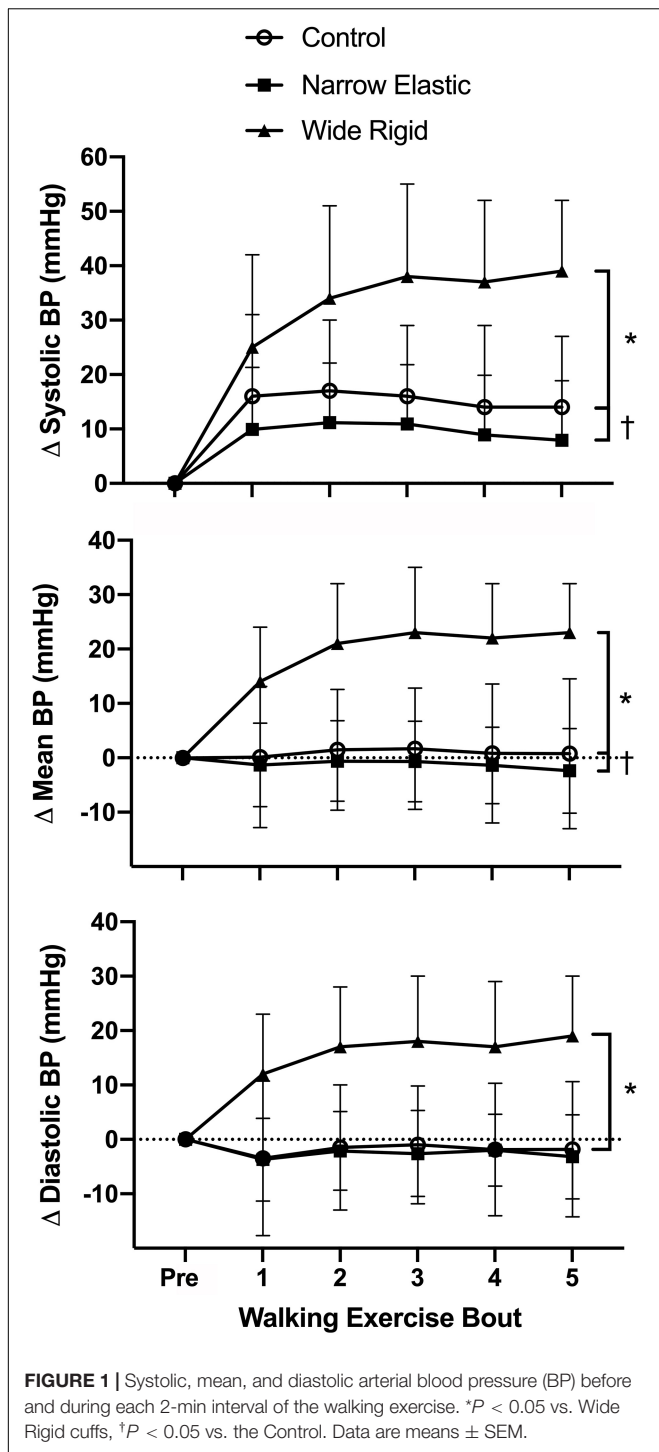 Control
Narrow Elastic
Wide Rigid
60
50
40
30
20
10
0
Δ Systolic BP (mmHg)
*
†
40
30
20
10
0
-10
Δ Mean BP (mmHg)
*
†
40
30
20
10
0
-10
Δ Diastolic BP (mmHg)
*
Pre 1 2 3 4 5
Walking Exercise Bout
FIGURE 1 | Systolic, mean, and diastolic arterial blood pressure (BP) before
and during each 2-min interval of the walking exercise. *P < 0.05 vs. Wide
Rigid cuffs, †P < 0.05 vs. the Control. Data are means ± SEM.